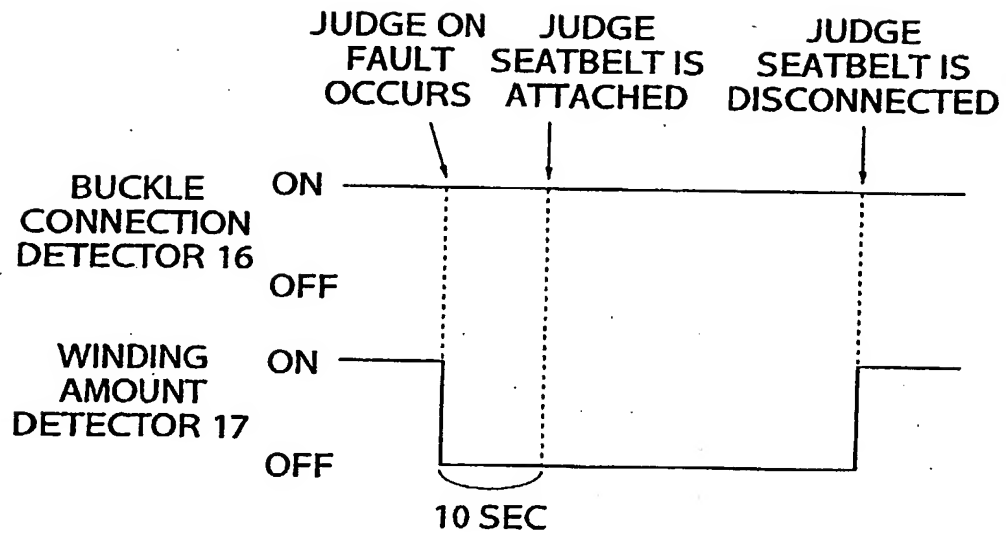 JUDGE ON
FAULT
OCCURS
JUDGE
SEATBELT IS
ATTACHED
JUDGE
SEATBELT IS
DISCONNECTED
BUCKLE
CONNECTION
DETECTOR 16
ON
OFF
WINDING
AMOUNT
DETECTOR 17
ON
OFF
10 SEC